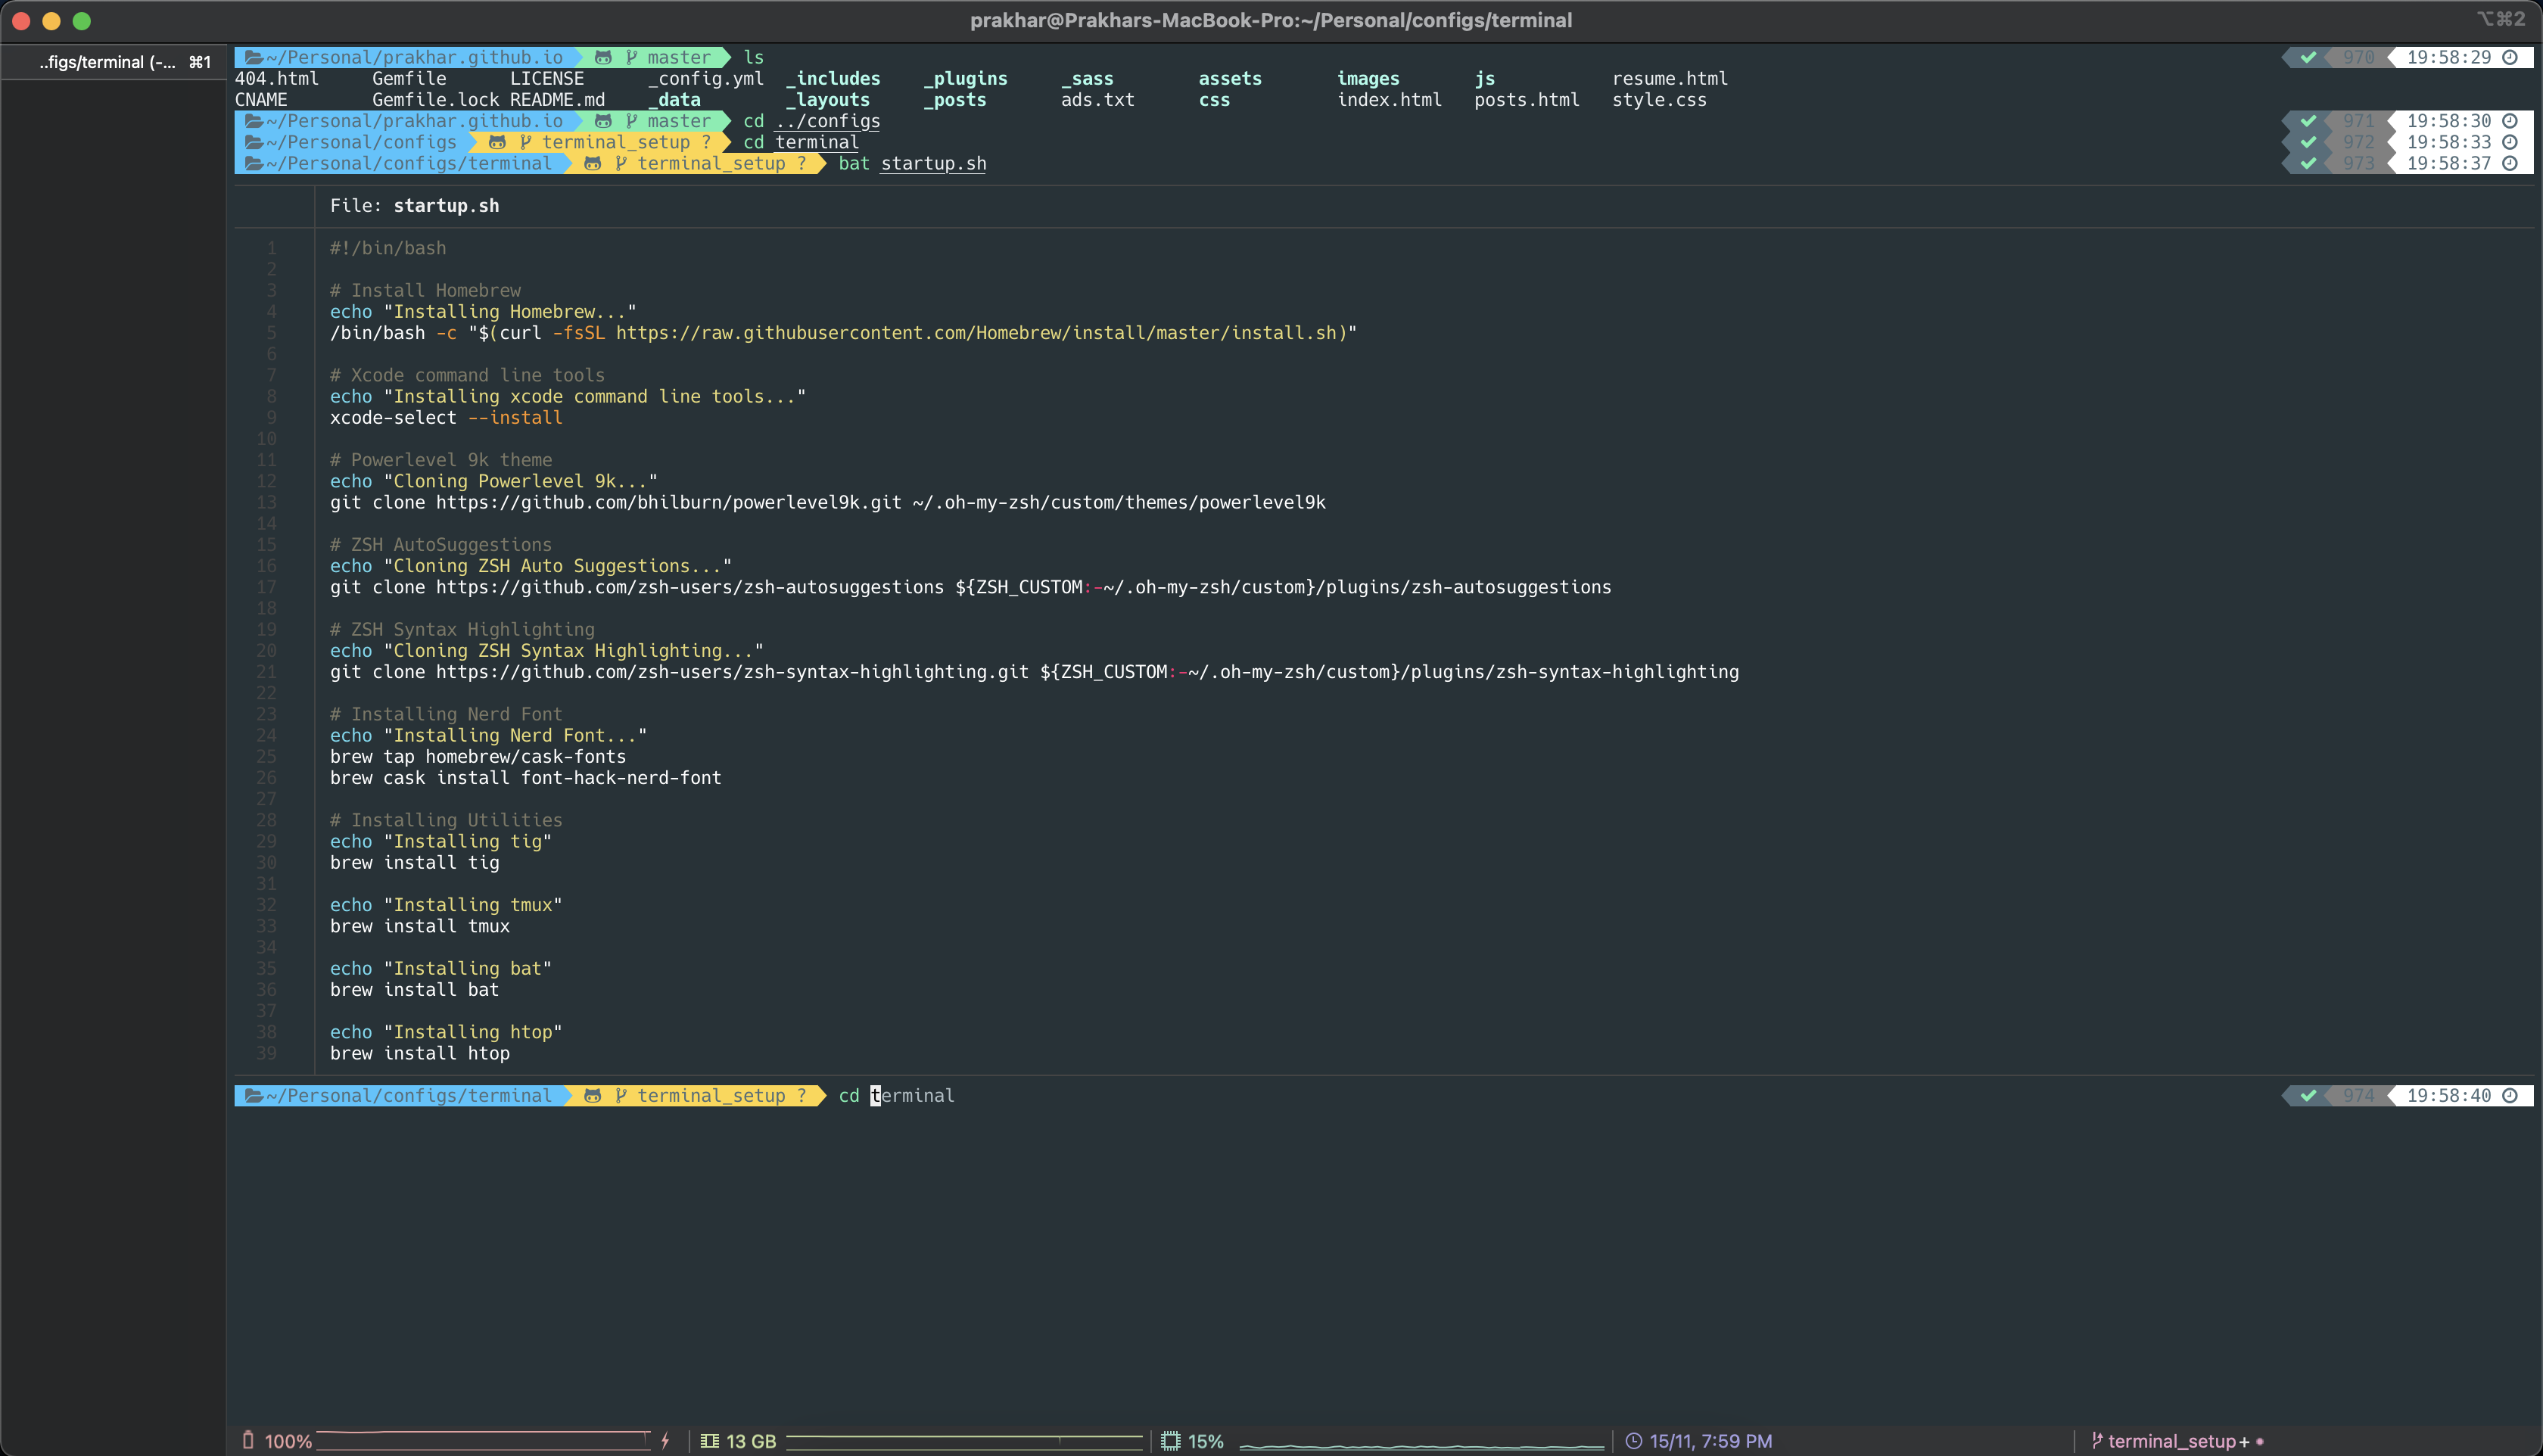 prakhar@Prakhars-MacBook-Pro:~/Personal/configs/terminal ⌥⌘2
..figs/terminal (-... ⌘1
~/Personal/prakhar.github.io master ls 970 19:58:29
404.html Gemfile LICENSE _config.yml _includes _plugins _sass assets images js resume.html
CNAME Gemfile.lock README.md _data _layouts _posts ads.txt css index.html posts.html style.css
~/Personal/prakhar.github.io master cd ../configs 971 19:58:30
~/Personal/configs terminal_setup ? cd terminal 972 19:58:33
~/Personal/configs/terminal terminal_setup ? bat startup.sh 973 19:58:37
File: startup.sh
1 #!/bin/bash
2
3 # Install Homebrew
4 echo "Installing Homebrew..."
5 /bin/bash -c "$(curl -fsSL https://raw.githubusercontent.com/Homebrew/install/master/install.sh)"
6
7 # Xcode command line tools
8 echo "Installing xcode command line tools..."
9 xcode-select --install
10
11 # Powerlevel 9k theme
12 echo "Cloning Powerlevel 9k..."
13 git clone https://github.com/bhilburn/powerlevel9k.git ~/.oh-my-zsh/custom/themes/powerlevel9k
14
15 # ZSH AutoSuggestions
16 echo "Cloning ZSH Auto Suggestions..."
17 git clone https://github.com/zsh-users/zsh-autosuggestions ${ZSH_CUSTOM:-~/.oh-my-zsh/custom}/plugins/zsh-autosuggestions
18
19 # ZSH Syntax Highlighting
20 echo "Cloning ZSH Syntax Highlighting..."
21 git clone https://github.com/zsh-users/zsh-syntax-highlighting.git ${ZSH_CUSTOM:-~/.oh-my-zsh/custom}/plugins/zsh-syntax-highlighting
22
23 # Installing Nerd Font
24 echo "Installing Nerd Font..."
25 brew tap homebrew/cask-fonts
26 brew cask install font-hack-nerd-font
27
28 # Installing Utilities
29 echo "Installing tig"
30 brew install tig
31
32 echo "Installing tmux"
33 brew install tmux
34
35 echo "Installing bat"
36 brew install bat
37
38 echo "Installing htop"
39 brew install htop
~/Personal/configs/terminal terminal_setup ? cd terminal 974 19:58:40
100% 13 GB 15% 15/11, 7:59 PM terminal_setup+ •